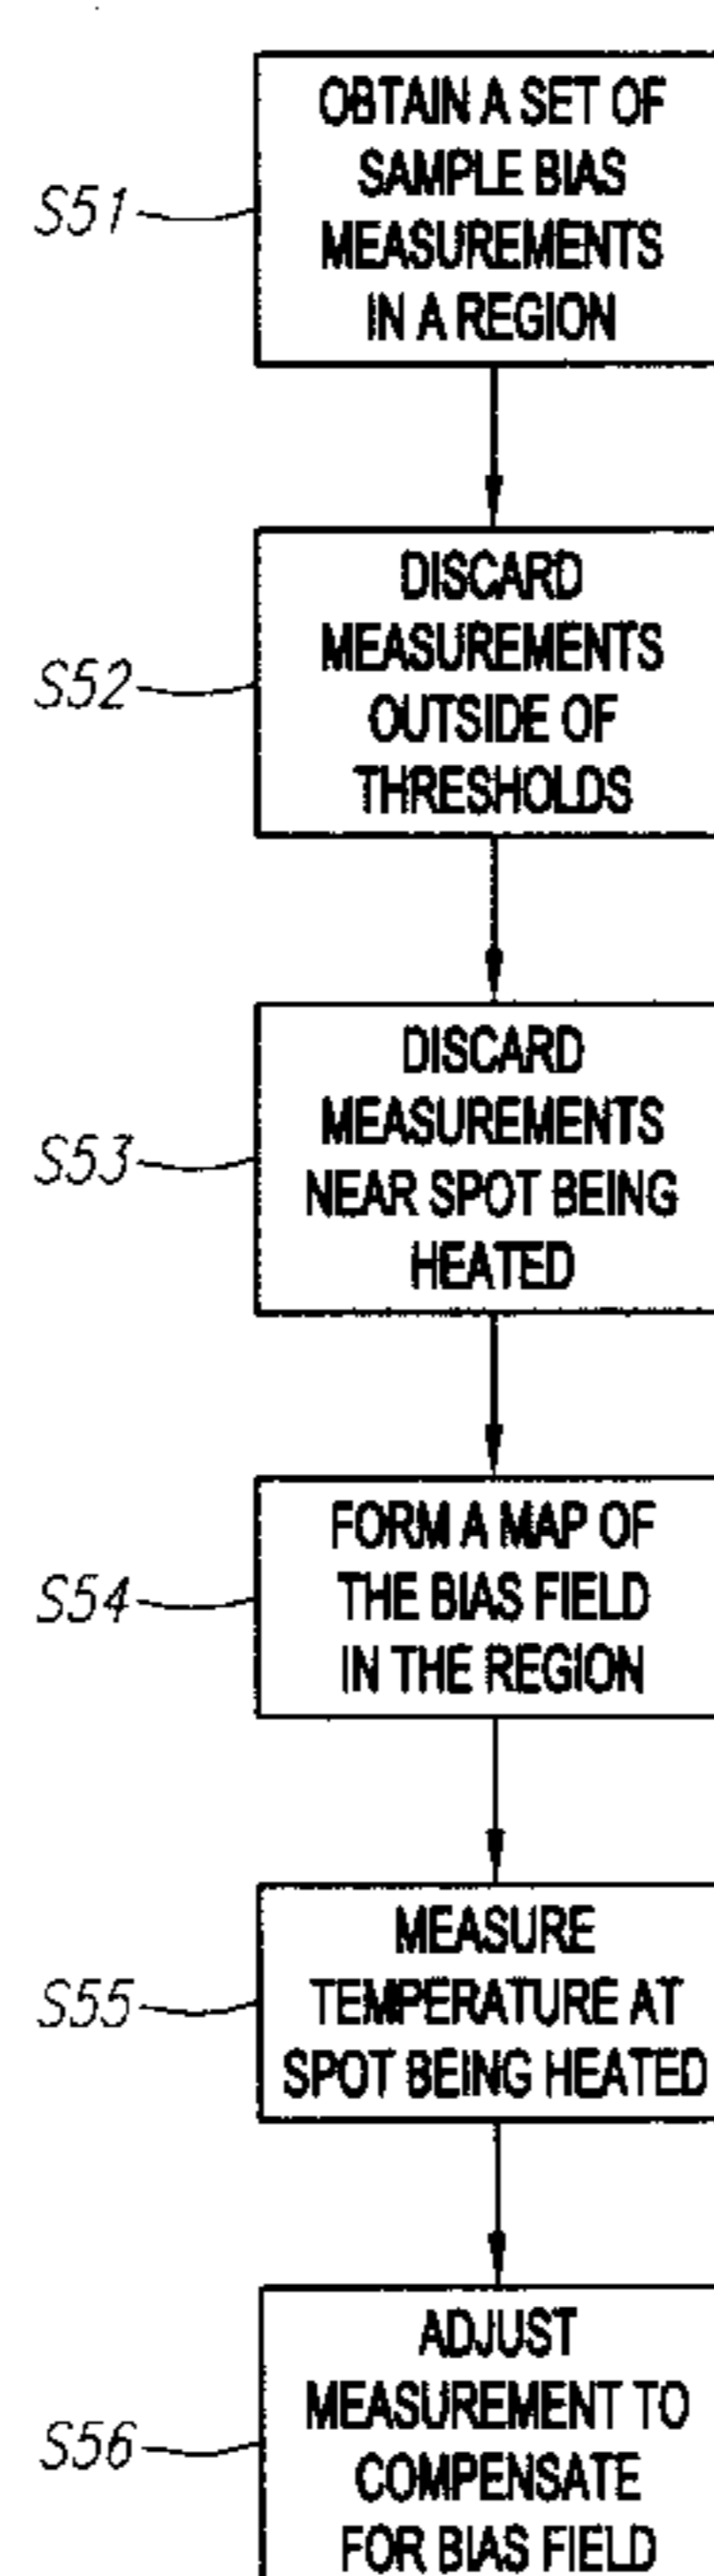 S51
OBTAIN A SET OF
SAMPLE BIAS
MEASUREMENTS
IN A REGION
S52
DISCARD
MEASUREMENTS
OUTSIDE OF
THRESHOLDS
S53
DISCARD
MEASUREMENTS
NEAR SPOT BEING
HEATED
S54
FORM A MAP OF
THE BIAS FIELD
IN THE REGION
S55
MEASURE
TEMPERATURE AT
SPOT BEING HEATED
S56
ADJUST
MEASUREMENT TO
COMPENSATE
FOR BIAS FIELD